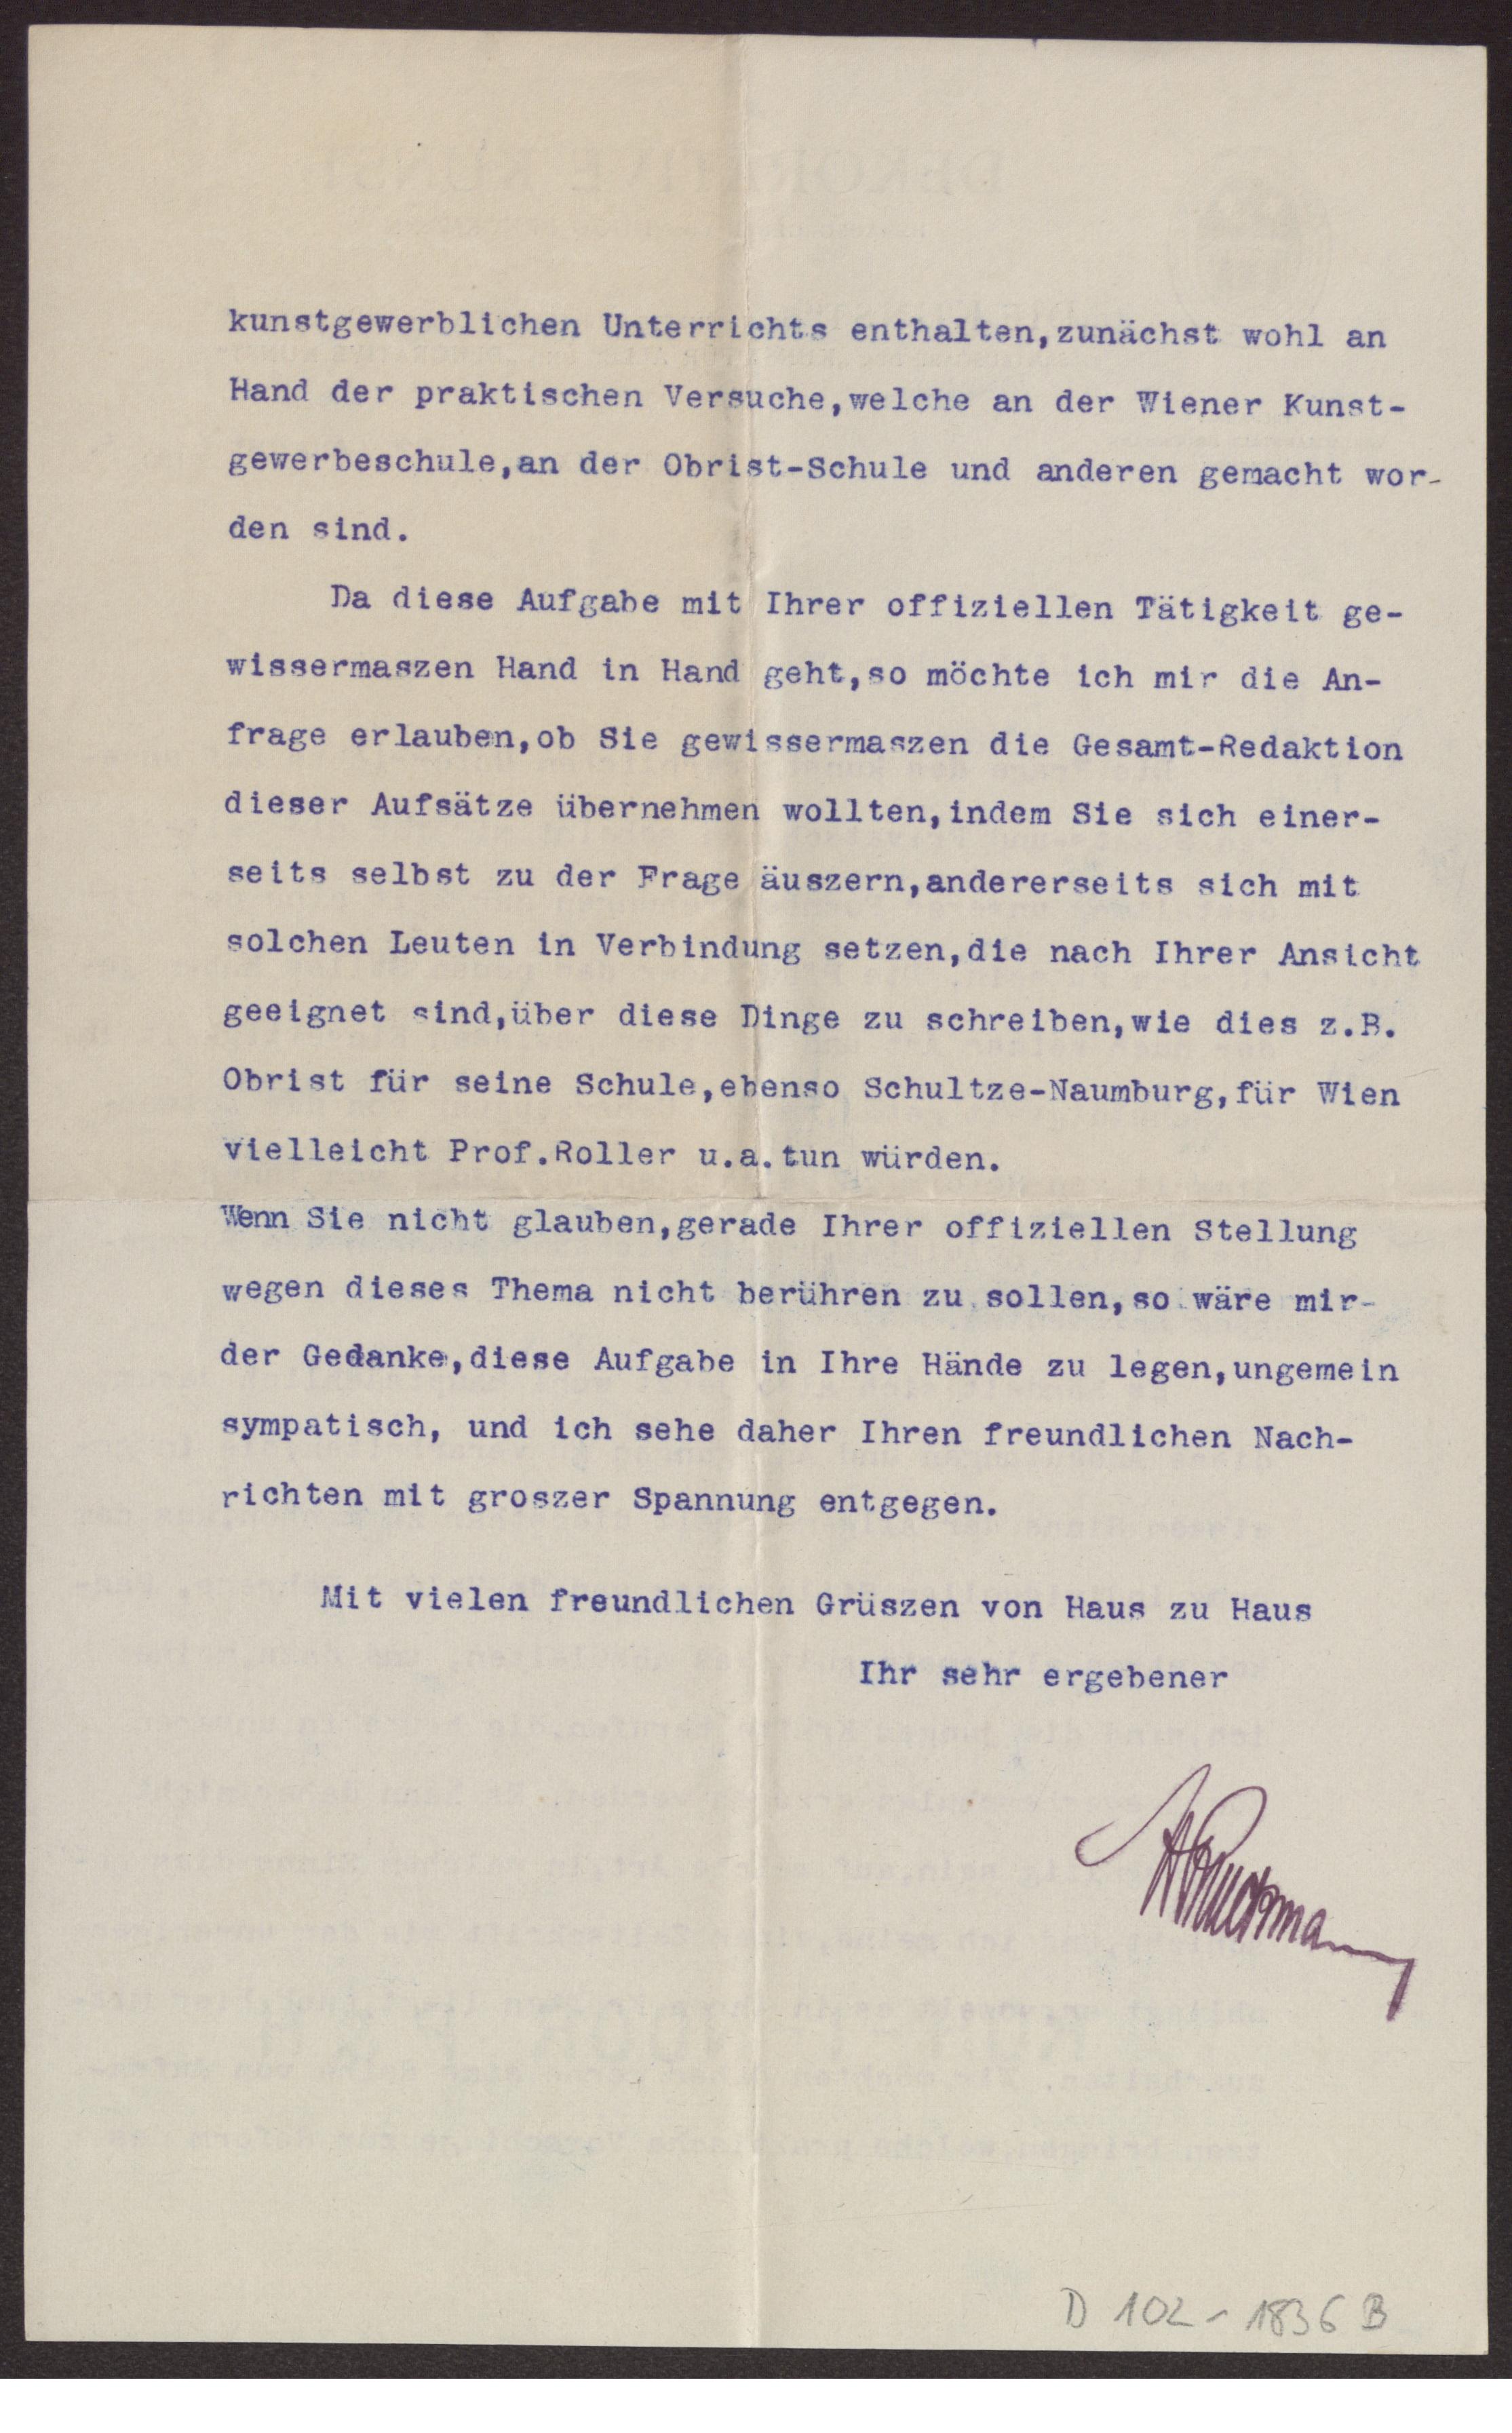 kunstgewerblichen Unterrichts enthalten,zunächst wohl an
Hand der praktischen Versuche,welche an der Wiener Kunst-
gewerbeschule,an der Obrist-Schule und anderen gemacht wor-
den sind.
Da diese Aufgabe mit Ihrer offiziellen Tätigkeit ge-
wissermaszen Hand in Hand geht,so möchte ich mir die An-
frage erlauben,ob Sie gewissermaszen die Gesamt-Redaktion
dieser Aufsätze übernehmen wollten,indem Sie sich einer-
seits selbst zu der Frage äuszern,andererseits sich mit
solchen Leuten in Verbindung setzen,die nach Ihrer Ansicht
geeignet sind,über diese Dinge zu schreiben,wie dies z.B.
Obrist für seine Schule,ebenso Schultze-Naumburg,für Wien
vielleicht Prof.Roller u.a.tun würden.
Wenn Sie nicht glauben,gerade Ihrer offiziellen Stellung
wegen dieses Thema nicht berühren zu sollen,so wäre mir-
der Gedanke,diese Aufgabe in Ihre Hände zu legen,ungemein
sympatisch, und ich sehe daher Ihren freundlichen Nach-
richten mit groszer Spannung entgegen.
Mit vielen freundlichen Grüszen von Haus zu Haus
Ihr sehr ergebener
D 102-1836 B